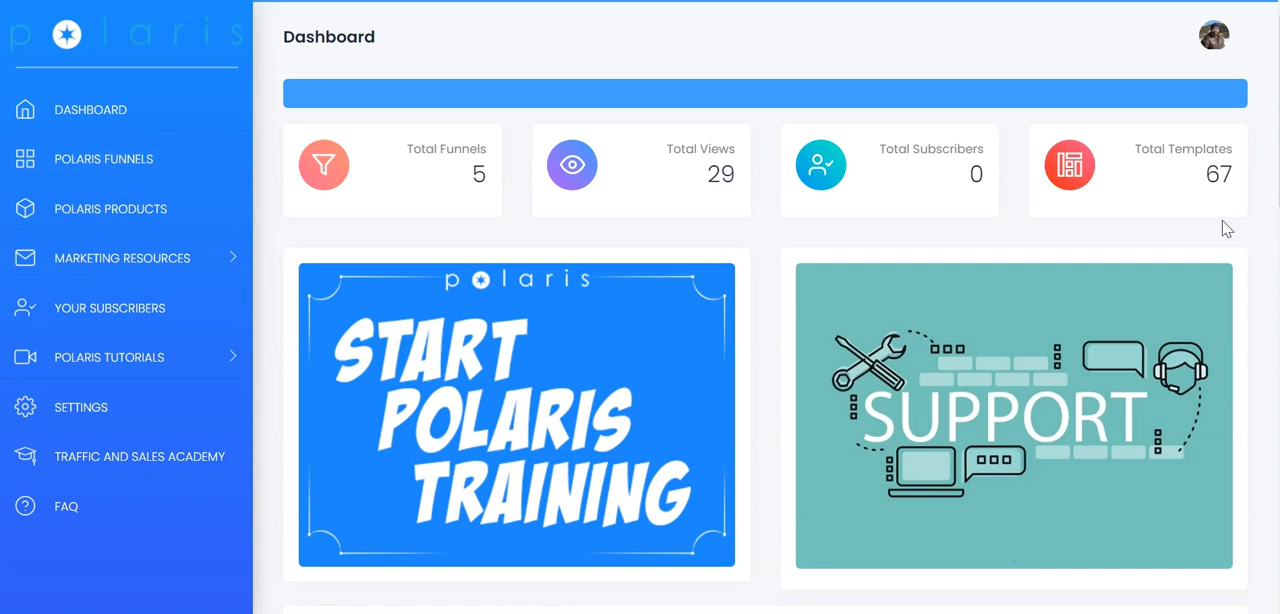 polaris
DASHBOARD
POLARIS FUNNELS
POLARIS PRODUCTS
MARKETING RESOURCES
YOUR SUBSCRIBERS
POLARIS TUTORIALS
SETTINGS
TRAFFIC AND SALES ACADEMY
FAQ
Dashboard
Total Funnels
5
Total Views
29
Total Subscribers
0
Total Templates
67
polaris
START
POLARIS
TRAINING
SUPPORT